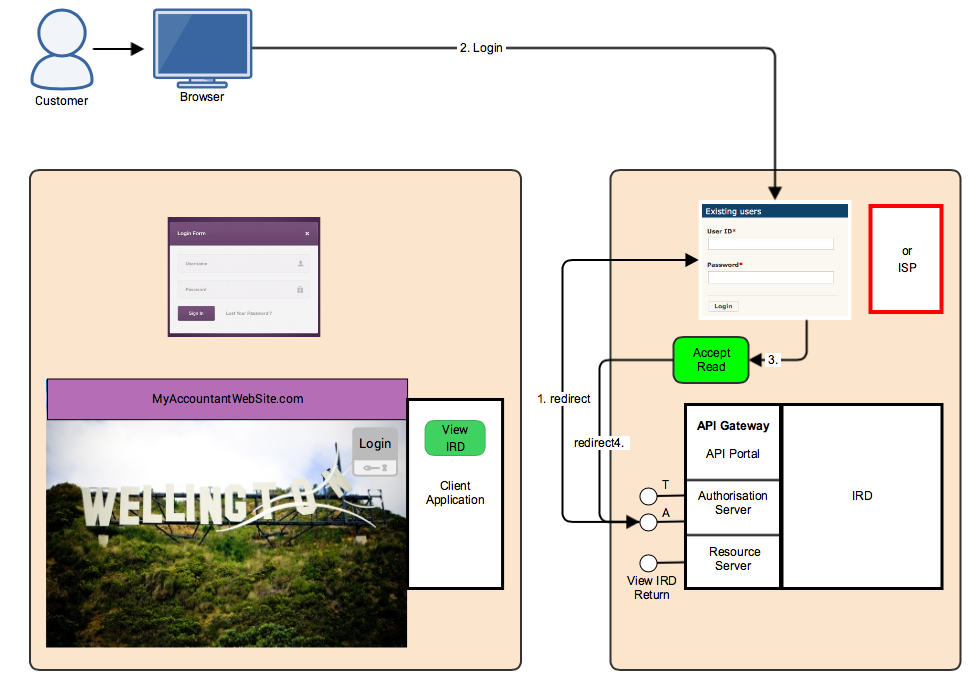 Customer
Browser
2. Login
Login Form
×
Username
Password
Sign In
Lost Your Password?
MyAccountantWebSite.com
Login
WELLINGTON
View
IRD
Client
Application
Existing users
User ID*
Password*
Login
or
ISP
Accept
Read
3.
1. redirect
redirect4.
API Gateway
API Portal
T
Authorisation
Server
A
Resource
Server
View IRD
Return
IRD